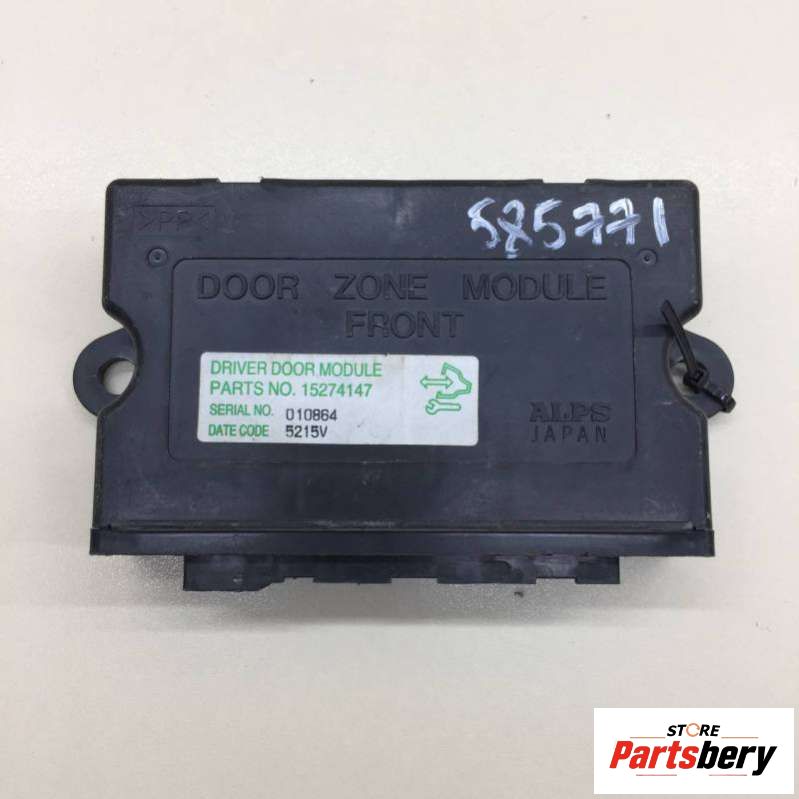 >PP<
585771
DOOR ZONE MODULE
FRONT
DRIVER DOOR MODULE
PARTS NO. 15274147
SERIAL NO. 010864
DATE CODE 5215V
ALPS
JAPAN
STORE
Partsbery